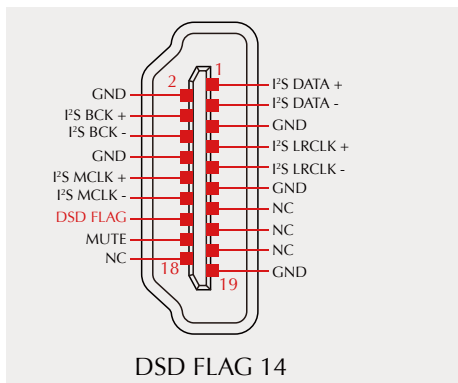 1
2
GND
I²S BCK +
I²S BCK -
GND
I²S MCLK +
I²S MCLK -
DSD FLAG
MUTE
NC
18
I²S DATA +
I²S DATA -
GND
I²S LRCLK +
I²S LRCLK -
GND
NC
NC
NC
GND
19
DSD FLAG 14